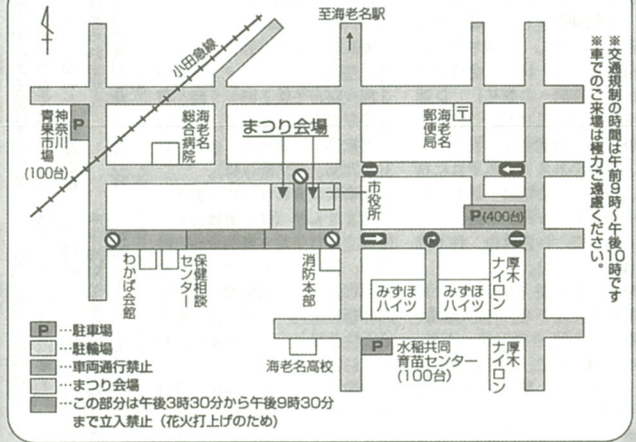 至海老名駅
小田急線
神奈川
青果市場
(100台)
P
海老名
総合病院
まつり会場
海老名
郵便局
〒
市役所
P(400台)
わかば会館
保健相談
センター
消防本部
みずほ
ハイツ
みずほ
ハイツ
厚木
ナイロン
厚木
ナイロン
海老名高校
P
水稲共同
育苗センター
(100台)
※交通規制の時間は午前9時〜午後10時です
※車でのご来場は極力ご遠慮ください。
P…駐車場
…駐輪場
…車両通行禁止
…まつり会場
…この部分は午後3時30分から午後9時30分
まで立入禁止(花火打上げのため)